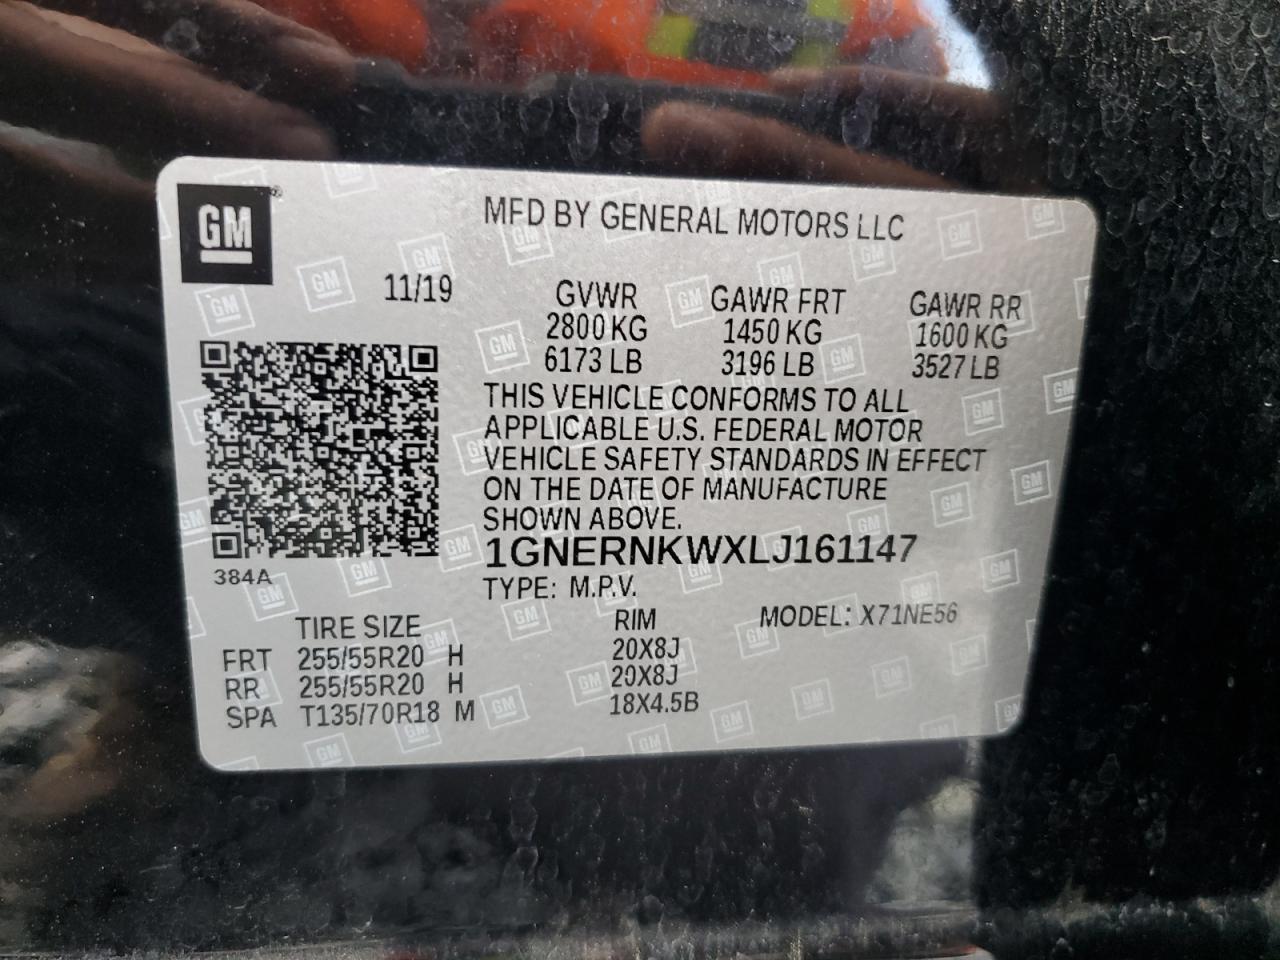 GM
MFD BY GENERAL MOTORS LLC
11/19
GVWR GAWR FRT GAWR RR
2800 KG 1450 KG 1600 KG
6173 LB 3196 LB 3527 LB
THIS VEHICLE CONFORMS TO ALL
APPLICABLE U.S. FEDERAL MOTOR
VEHICLE SAFETY STANDARDS IN EFFECT
ON THE DATE OF MANUFACTURE
SHOWN ABOVE.
1GNERNKWXLJ161147
384A
TYPE: M.P.V.
MODEL: X71NE56
TIRE SIZE RIM
FRT 255/55R20 H 20X8J
RR 255/55R20 H 20X8J
SPA T135/70R18 M 18X4.5B